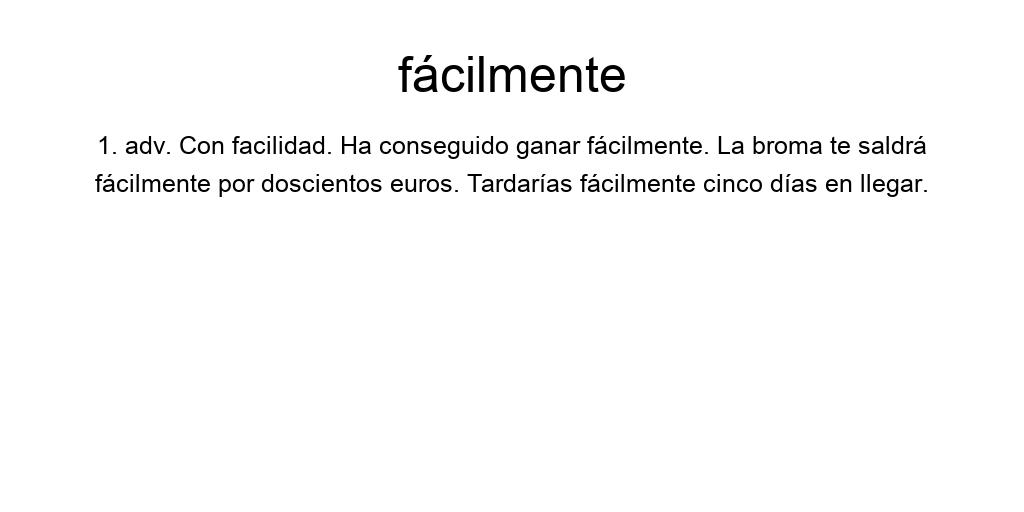 fácilmente
1. adv. Con facilidad. Ha conseguido ganar fácilmente. La broma te saldrá
fácilmente por doscientos euros. Tardarías fácilmente cinco días en llegar.